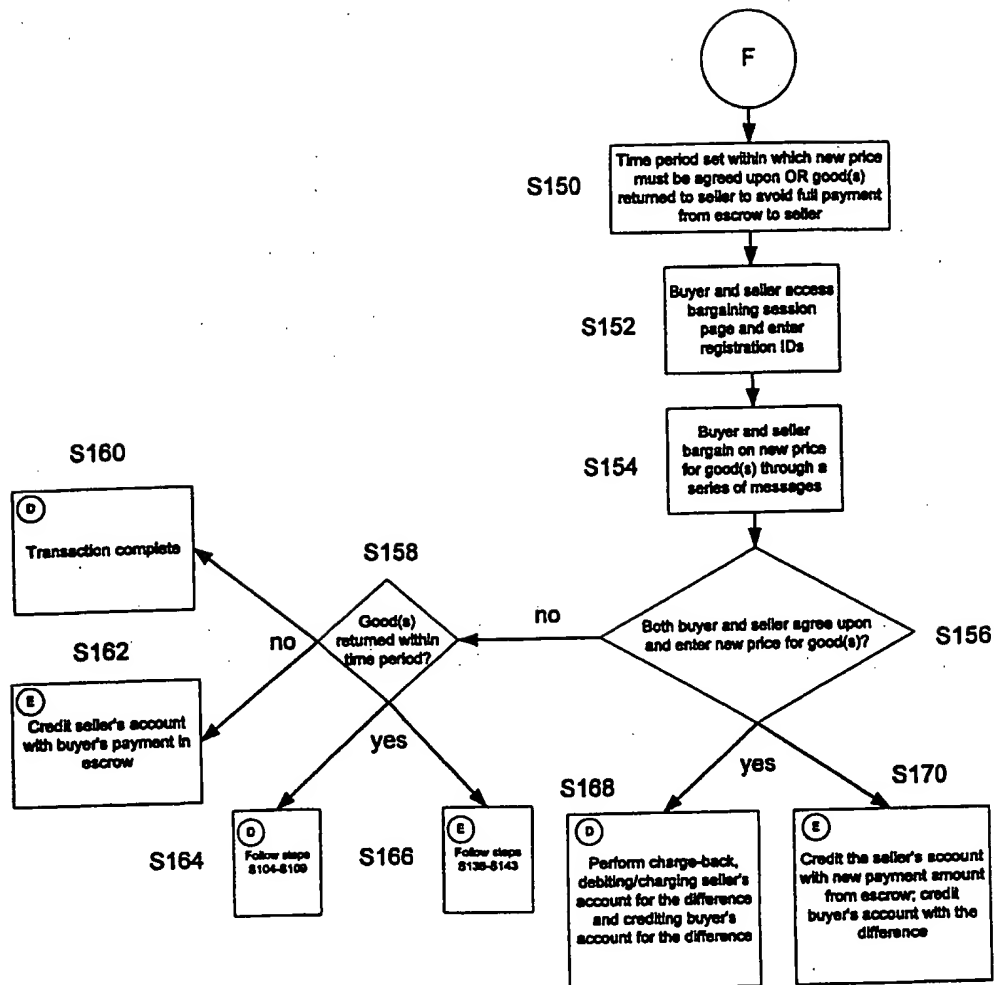 F
S150
Time period set within which new price
must be agreed upon OR good(s)
returned to seller to avoid full payment
from escrow to seller
S152
Buyer and seller access
bargaining session
page and enter
registration IDs
S154
Buyer and seller
bargain on new price
for good(s) through a
series of messages
S156
Both buyer and seller agree upon
and enter new price for good(s)?
no
S158
Good(s)
returned within
time period?
no
S160
D
Transaction complete
S162
E
Credit seller's account
with buyer's payment in
escrow
yes
S164
D
Follow steps
S104-S109
S166
E
Follow steps
S136-S143
yes
S168
D
Perform charge-back,
debiting/charging seller's
account for the difference
and crediting buyer's
account for the difference
S170
E
Credit the seller's account
with new payment amount
from escrow; credit
buyer's account with the
difference